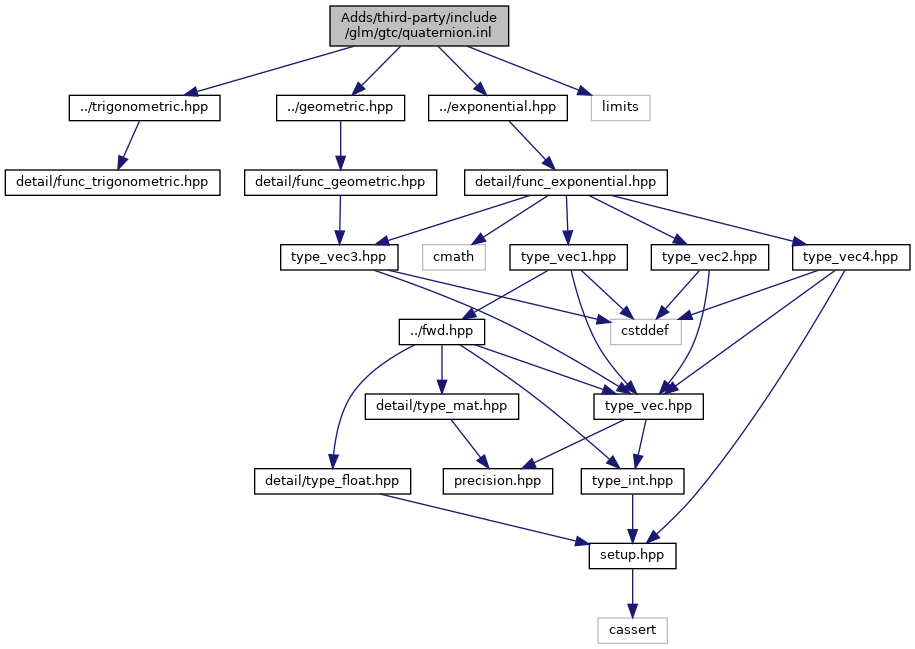 Adds/third-party/include
/glm/gtc/quaternion.inl
../trigonometric.hpp
../geometric.hpp
../exponential.hpp
limits
detail/func_trigonometric.hpp
detail/func_geometric.hpp
detail/func_exponential.hpp
type_vec3.hpp
cmath
type_vec1.hpp
type_vec2.hpp
type_vec4.hpp
../fwd.hpp
cstddef
detail/type_mat.hpp
type_vec.hpp
detail/type_float.hpp
precision.hpp
type_int.hpp
setup.hpp
cassert